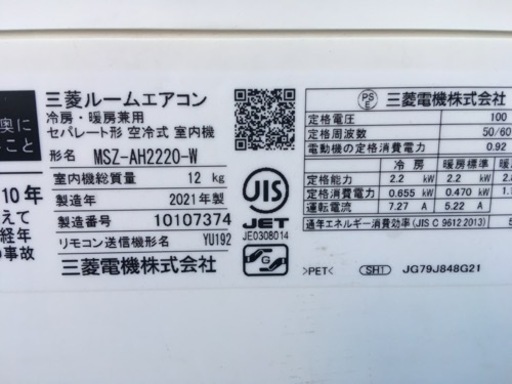 奥に
こと
10年
えて
経年
の事故
三菱ルームエアコン
冷房・暖房兼用
セパレート形 空冷式 室内機
形名 MSZ-AH2220-W
室内機総質量 12 kg
製造年 2021年製
製造番号 10107374
リモコン送信機形名 YU192
三菱電機株式会社
JIS
JET
JE0308014
PS
E
三菱電機株式会社
定格電圧 100
定格周波数 50/60
電動機の定格消費電力 0.92
冷房 暖房標準 暖
定格能力 2.2 kW 2.2 kW
定格消費電力 0.655 kW 0.470 kW
運転電流 7.27 A 5.22 A
通年エネルギー消費効率(JIS C 9612:2013)
>PET< SH1 JG79J848G21